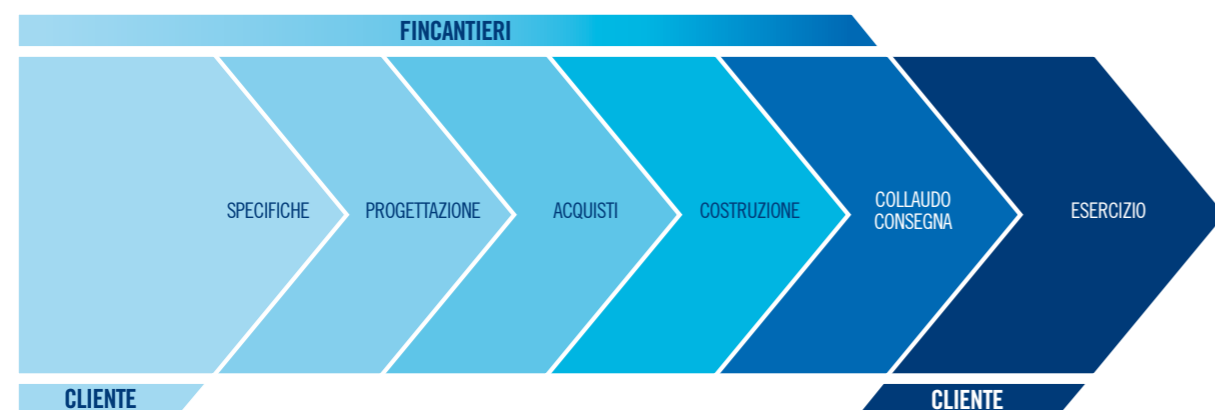 FINCANTIERI
SPECIFICHE
PROGETTAZIONE
ACQUISTI
COSTRUZIONE
COLLAUDO
CONSEGNA
ESERCIZIO
CLIENTE
CLIENTE